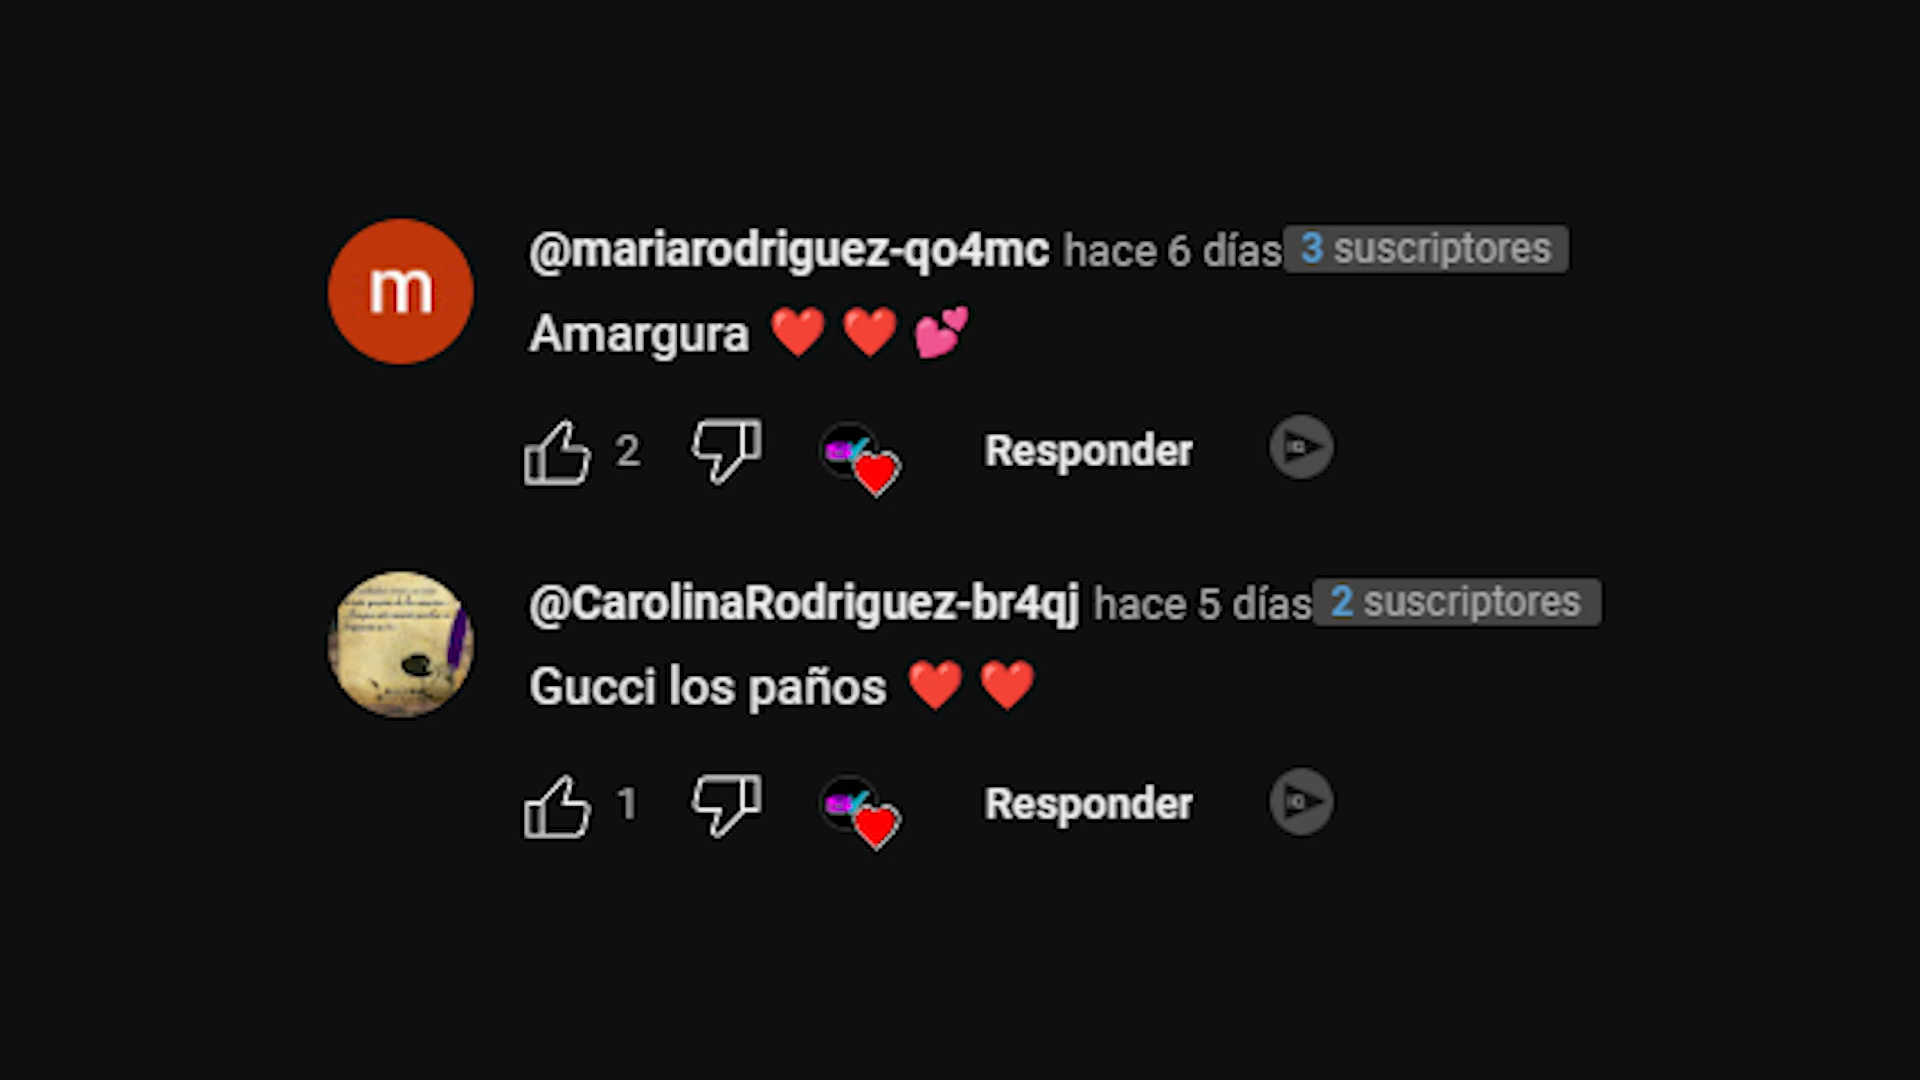 m
@mariarodriguez-qo4mc hace 6 días 3 suscriptores
Amargura ❤️ ❤️ 💕
2 Responder
@CarolinaRodriguez-br4qj hace 5 días 2 suscriptores
Gucci los paños ❤️ ❤️
1 Responder